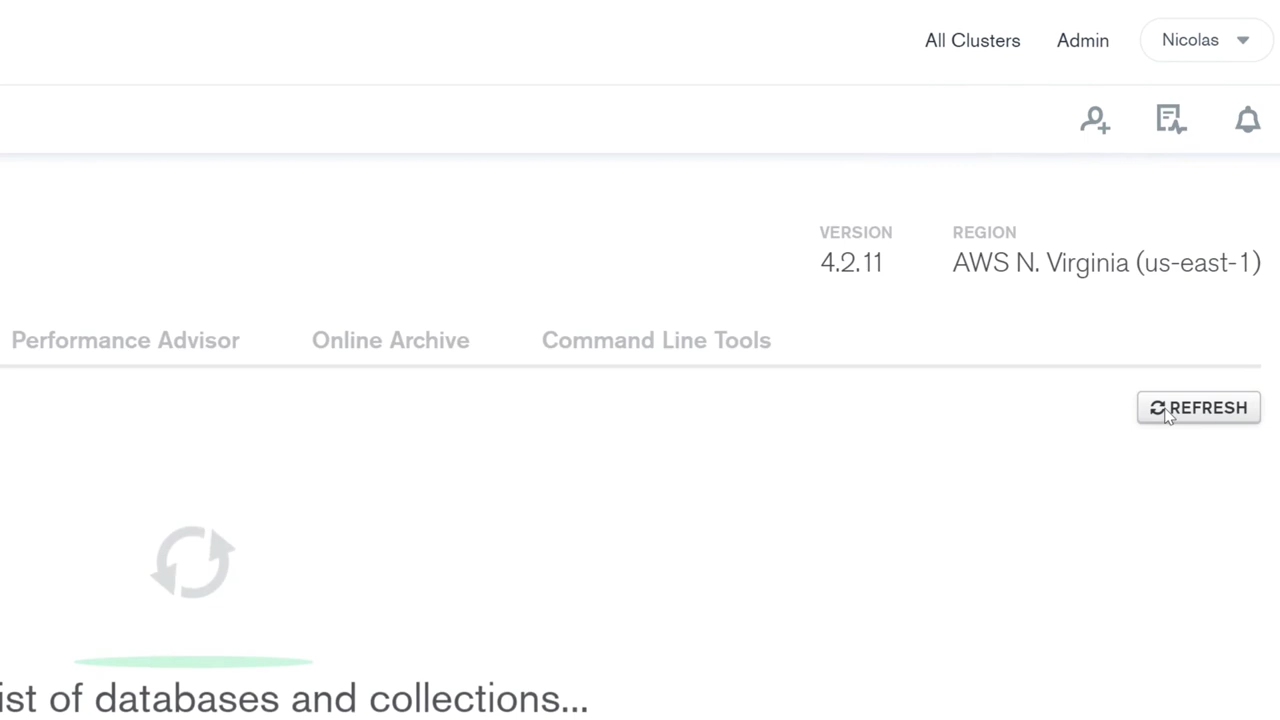 All Clusters Admin Nicolas
VERSION REGION
4.2.11 AWS N. Virginia (us-east-1)
Performance Advisor Online Archive Command Line Tools
REFRESH
ist of databases and collections...